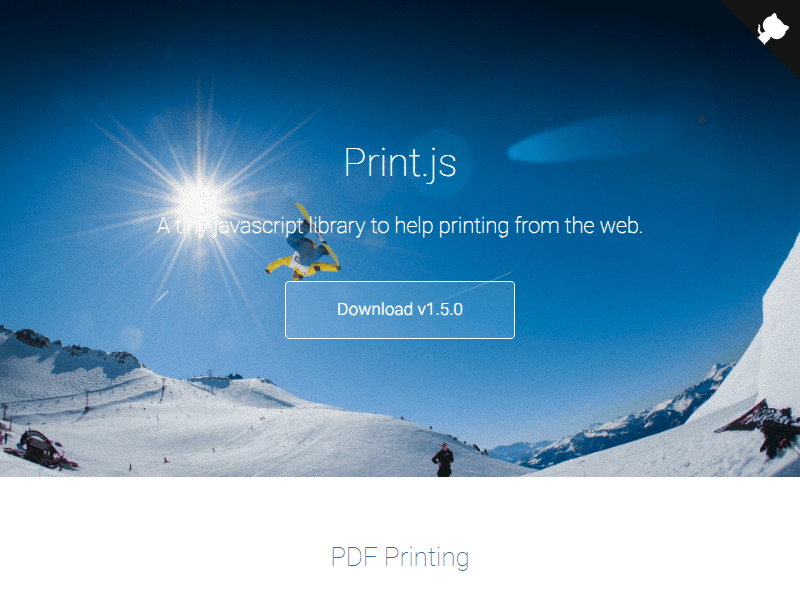 Print.js
A tiny javascript library to help printing from the web.
Download v1.5.0
PDF Printing